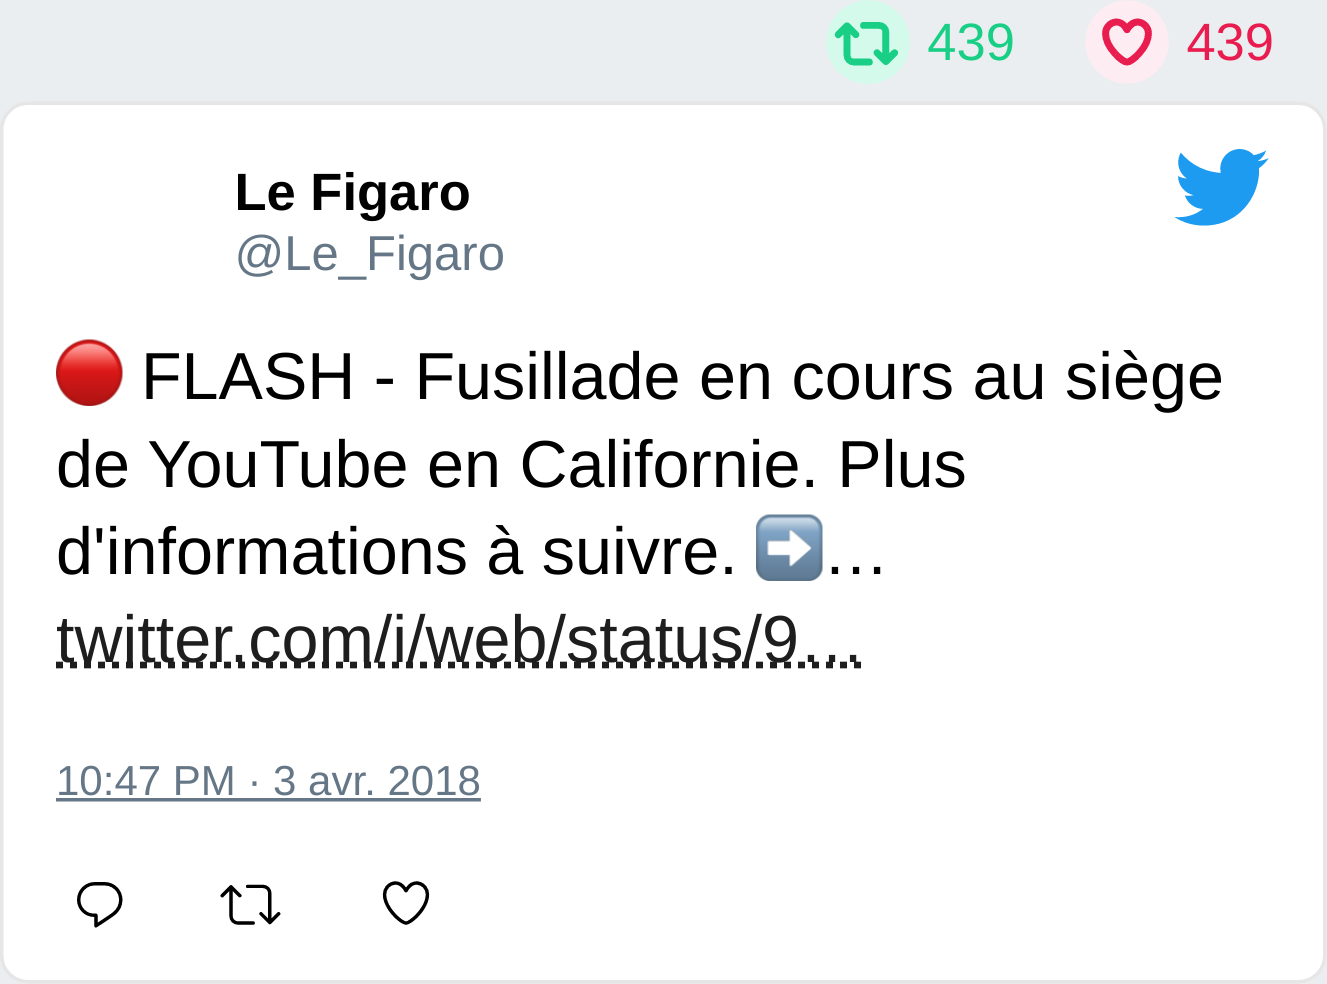 439 439
Le Figaro
@Le_Figaro
🔴 FLASH - Fusillade en cours au siège
de YouTube en Californie. Plus
d'informations à suivre. ➡️…
twitter.com/i/web/status/9…
10:47 PM · 3 avr. 2018